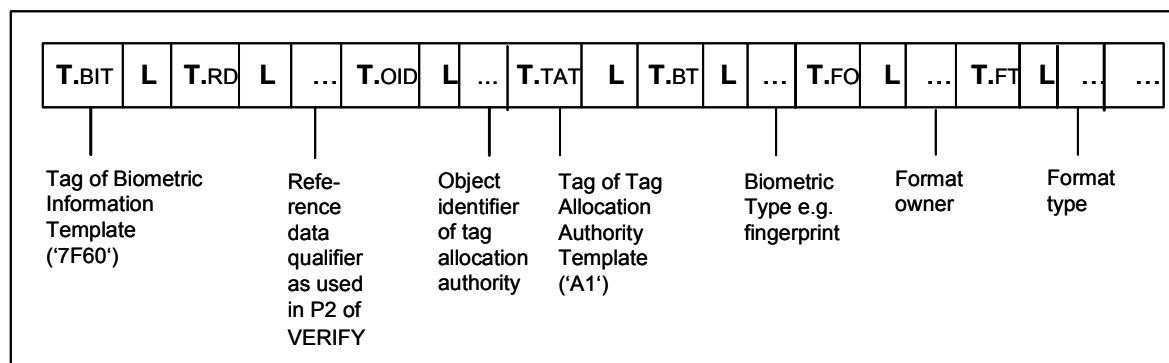 T.BIT L T.RD L ... T.OID L ... T.TAT L T.BT L ... T.FO L ... T.FT L ... ...
Tag of Biometric
Information
Template
(‘7F60‘)
Refe-
rence
data
qualifier
as used
in P2 of
VERIFY
Object
identifier
of tag
allocation
authority
Tag of Tag
Allocation
Authority
Template
(‘A1‘)
Biometric
Type e.g.
fingerprint
Format
owner
Format
type